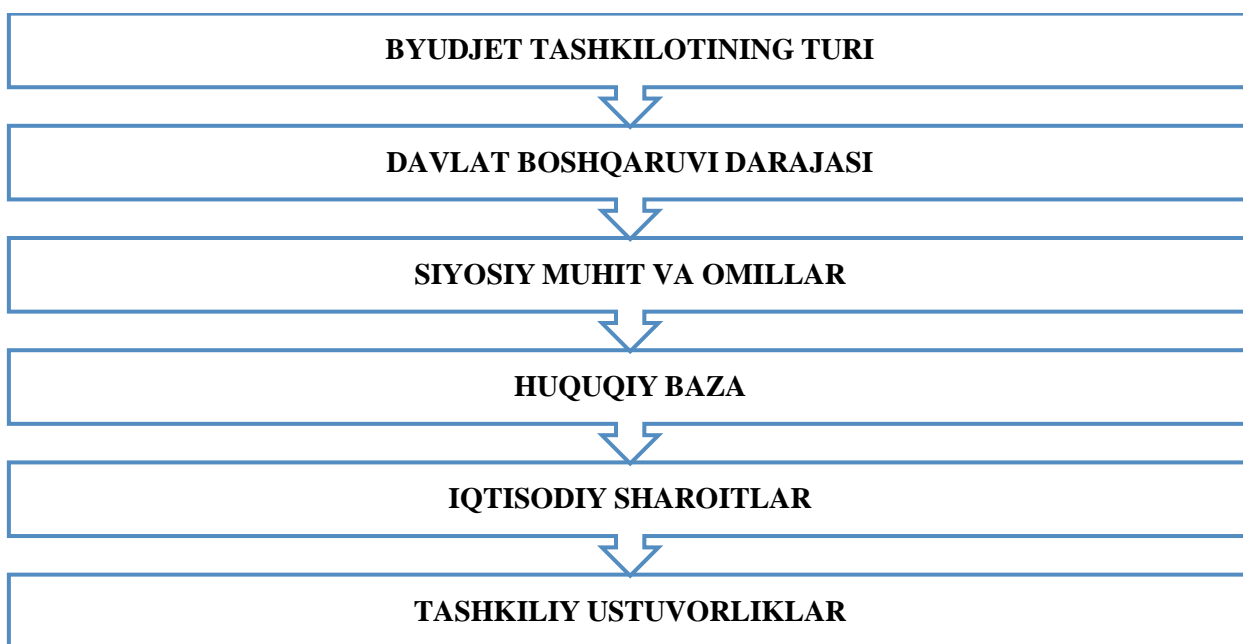 BYUDJET TASHKILOTINING TURI
DAVLAT BOSHQARUVI DARAJASI
SIYOSIY MUHIT VA OMILLAR
HUQUQIY BAZA
IQTISODIY SHAROITLAR
TASHKILIY USTUVORLIKLAR